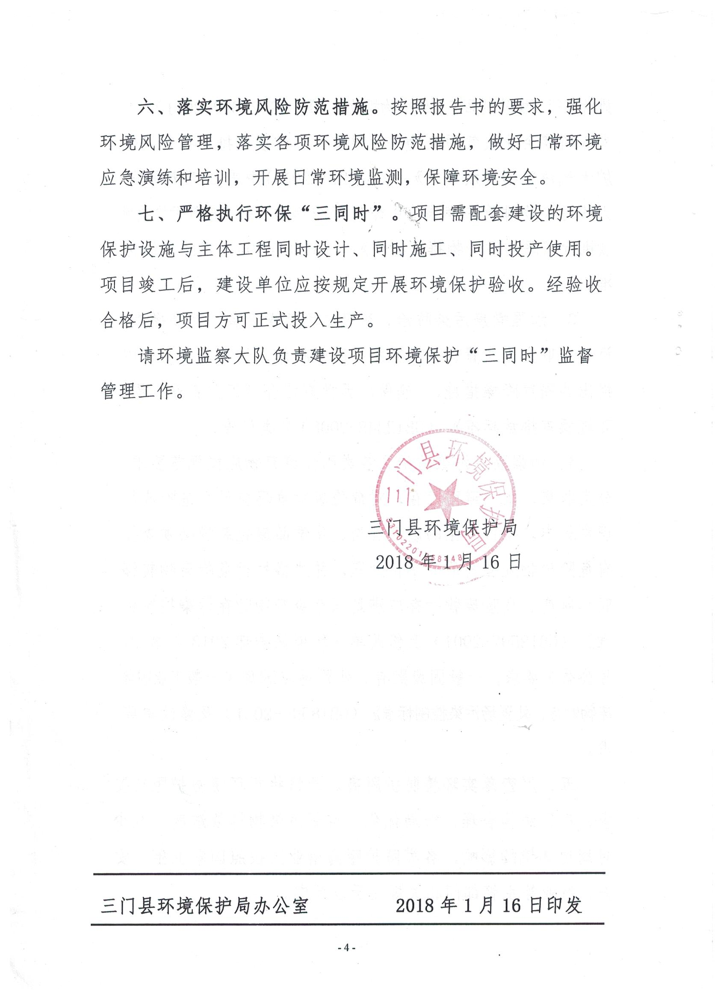 六、落实环境风险防范措施。按照报告书的要求，强化
环境风险管理，落实各项环境风险防范措施，做好日常环境
应急演练和培训，开展日常环境监测，保障环境安全。
七、严格执行环保“三同时”。项目需配套建设的环境
保护设施与主体工程同时设计、同时施工、同时投产使用。
项目竣工后，建设单位应按规定开展环境保护验收。经验收
合格后，项目方可正式投入生产。
请环境监察大队负责建设项目环境保护“三同时”监督
管理工作。
三门县环境保护局
三门县环境保护局
2018 年 1 月 16 日
三门县环境保护局办公室 2018 年 1 月 16 日印发
- 4 -